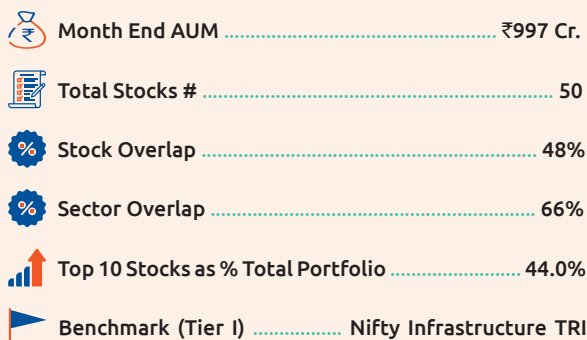 Month End AUM ₹997 Cr.
Total Stocks # 50
Stock Overlap 48%
Sector Overlap 66%
Top 10 Stocks as % Total Portfolio 44.0%
Benchmark (Tier I) Nifty Infrastructure TRI